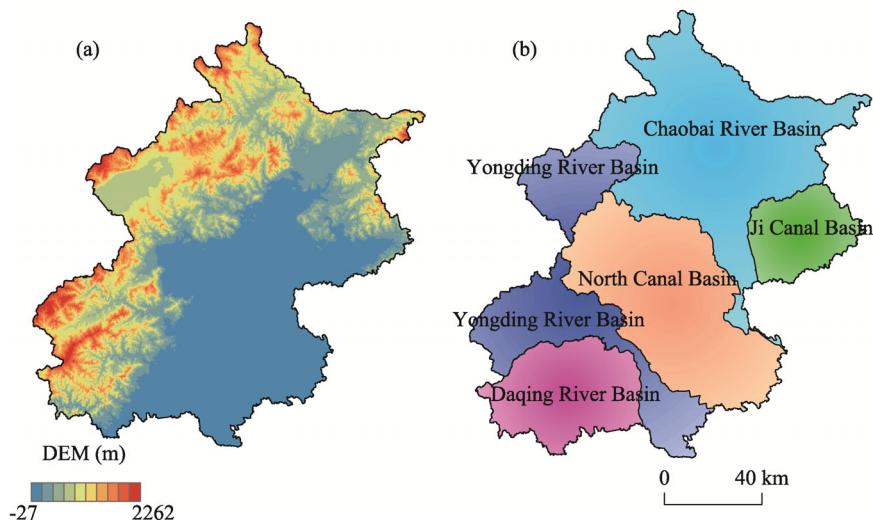 (a)
DEM (m)
-27 2262
(b)
Chaobai River Basin
Yongding River Basin
Ji Canal Basin
North Canal Basin
Yongding River Basin
Daqing River Basin
0 40 km